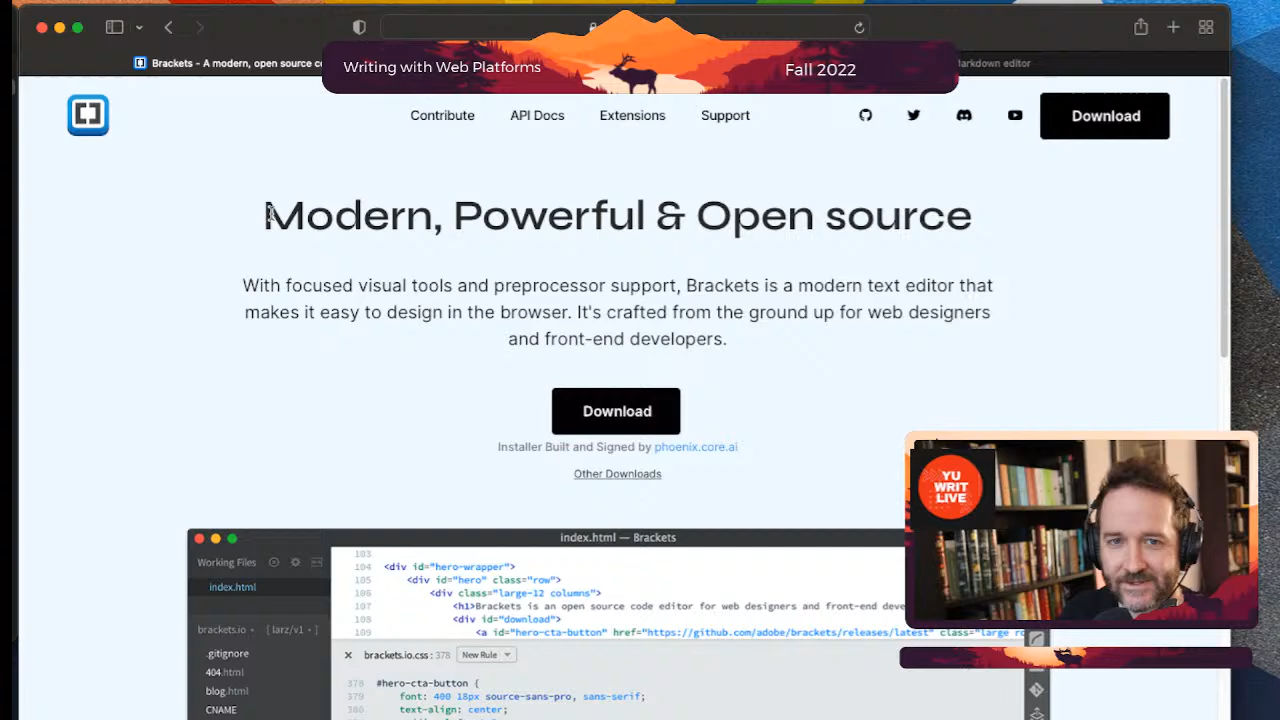 Writing with Web Platforms
Fall 2022
Brackets - A modern, open source co
arkdown editor
Contribute
API Docs
Extensions
Support
Download
Modern, Powerful & Open source
With focused visual tools and preprocessor support, Brackets is a modern text editor that
makes it easy to design in the browser. It's crafted from the ground up for web designers
and front-end developers.
Download
Installer Built and Signed by phoenix.core.ai
Other Downloads
index.html — Brackets
Working Files
index.html
brackets.io
[ larz/v1 ]
.gitignore
404.html
blog.html
CNAME
103
104 <div id="hero-wrapper">
105 <div id="hero" class="row">
106 <div class="large-12 columns">
107 <h1>Brackets is an open source code editor for web designers and front-end deve
108 <div id="download">
109 <a id="hero-cta-button" href="https://github.com/adobe/brackets/releases/latest" class="large ro
× brackets.io.css : 378 New Rule
378 #hero-cta-button {
379 font: 400 18px source-sans-pro, sans-serif;
380 text-align: center;
YU
WRIT
LIVE